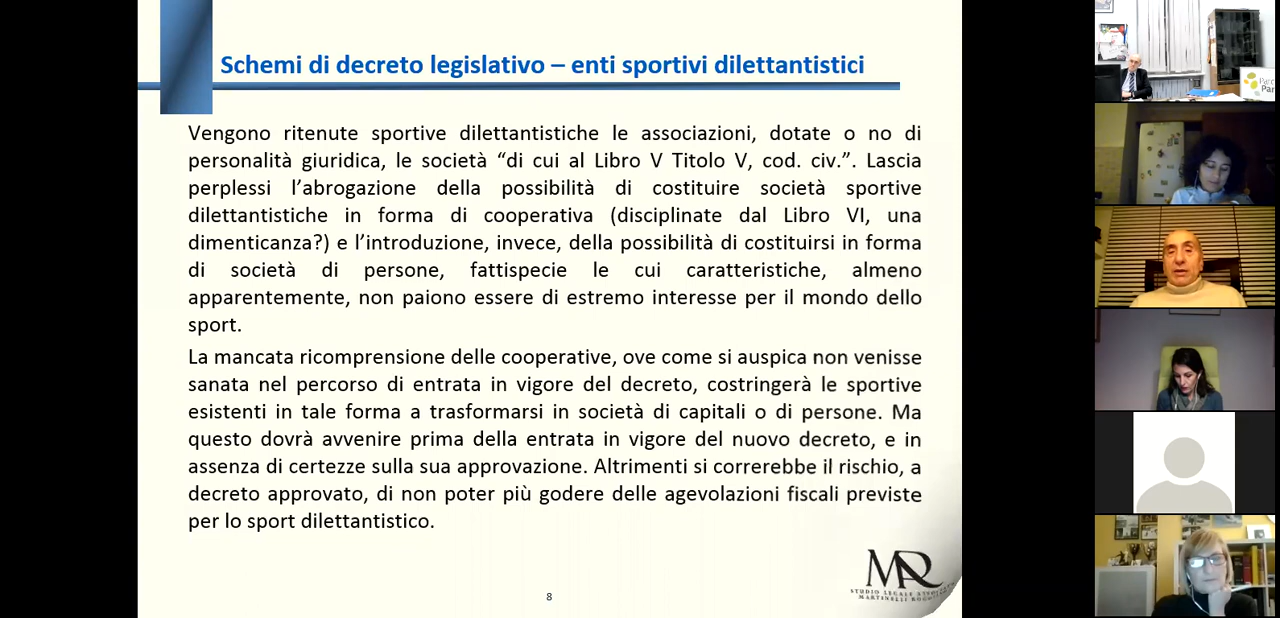 Schemi di decreto legislativo – enti sportivi dilettantistici
Vengono ritenute sportive dilettantistiche le associazioni, dotate o no di
personalità giuridica, le società “di cui al Libro V Titolo V, cod. civ.”. Lascia
perplessi l’abrogazione della possibilità di costituire società sportive
dilettantistiche in forma di cooperativa (disciplinate dal Libro VI, una
dimenticanza?) e l’introduzione, invece, della possibilità di costituirsi in forma
di società di persone, fattispecie le cui caratteristiche, almeno
apparentemente, non paiono essere di estremo interesse per il mondo dello
sport.
La mancata ricomprensione delle cooperative, ove come si auspica non venisse
sanata nel percorso di entrata in vigore del decreto, costringerà le sportive
esistenti in tale forma a trasformarsi in società di capitali o di persone. Ma
questo dovrà avvenire prima della entrata in vigore del nuovo decreto, e in
assenza di certezze sulla sua approvazione. Altrimenti si correrebbe il rischio, a
decreto approvato, di non poter più godere delle agevolazioni fiscali previste
per lo sport dilettantistico.
STUDIO LEGALE
MARTINELLI
8